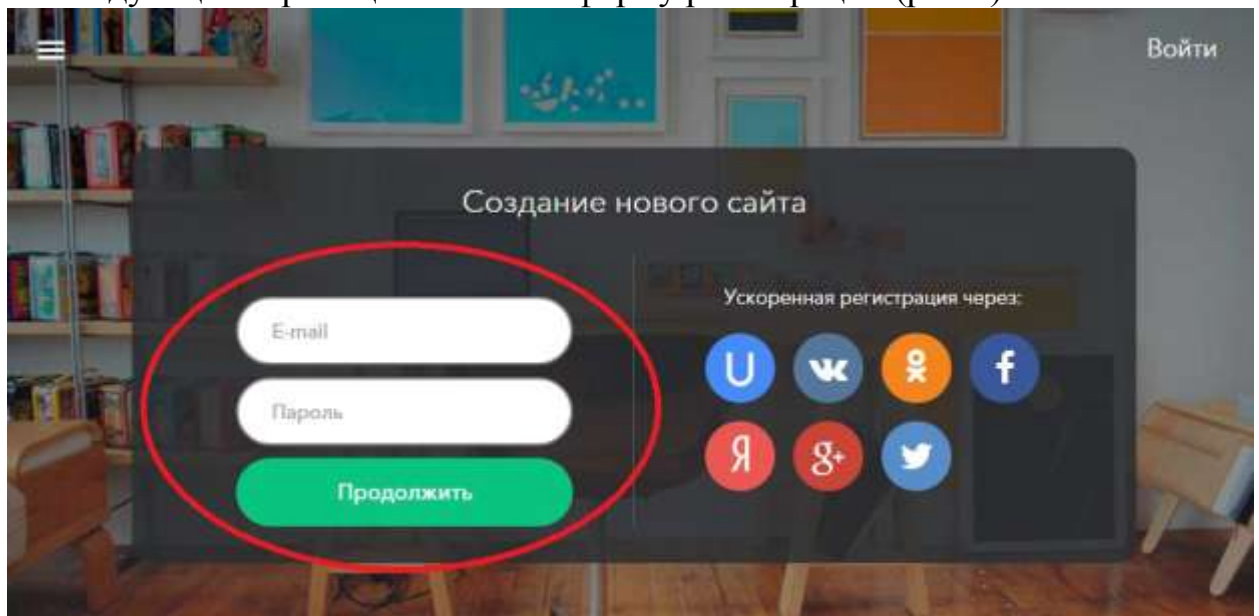 Войти
Создание нового сайта
Ускоренная регистрация через:
E-mail
Пароль
Продолжить